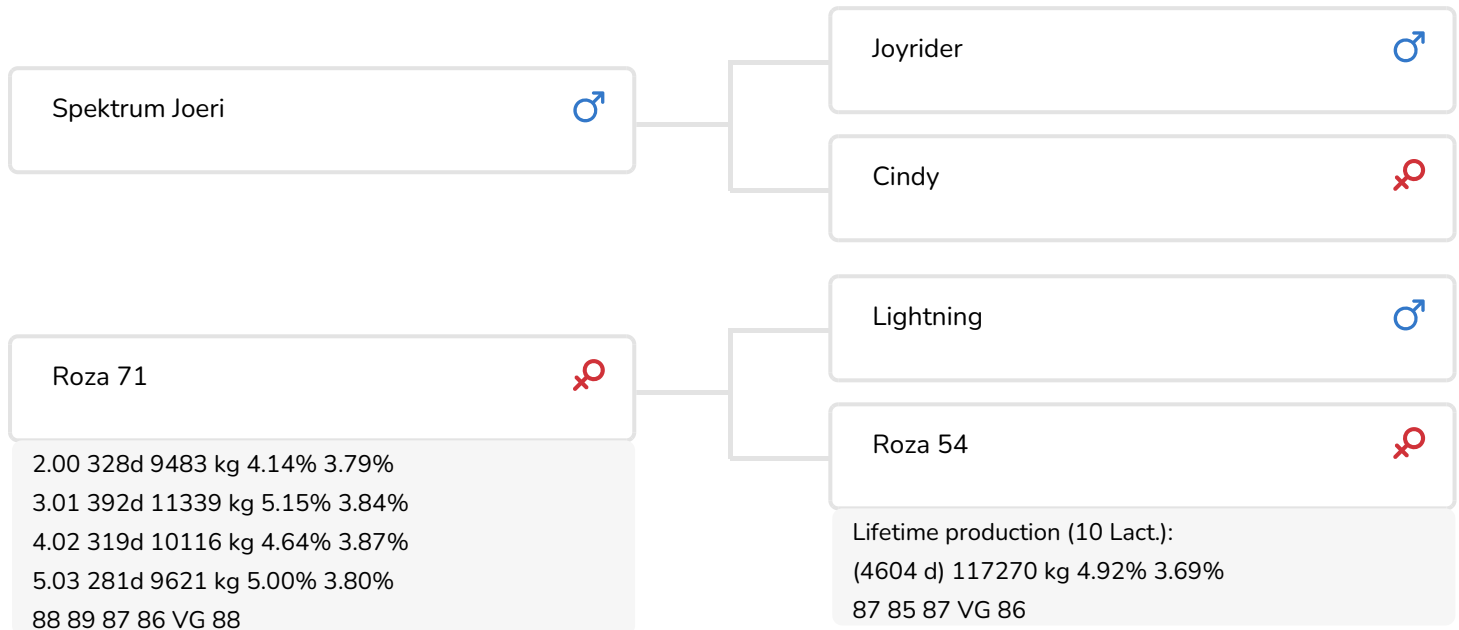 Joyrider
Spektrum Joeri
Cindy
Lightning
Roza 71
Roza 54
2.00 328d 9483 kg 4.14% 3.79%
3.01 392d 11339 kg 5.15% 3.84%
4.02 319d 10116 kg 4.64% 3.87%
5.03 281d 9621 kg 5.00% 3.80%
88 89 87 86 VG 88
Lifetime production (10 Lact.):
(4604 d) 117270 kg 4.92% 3.69%
87 85 87 VG 86